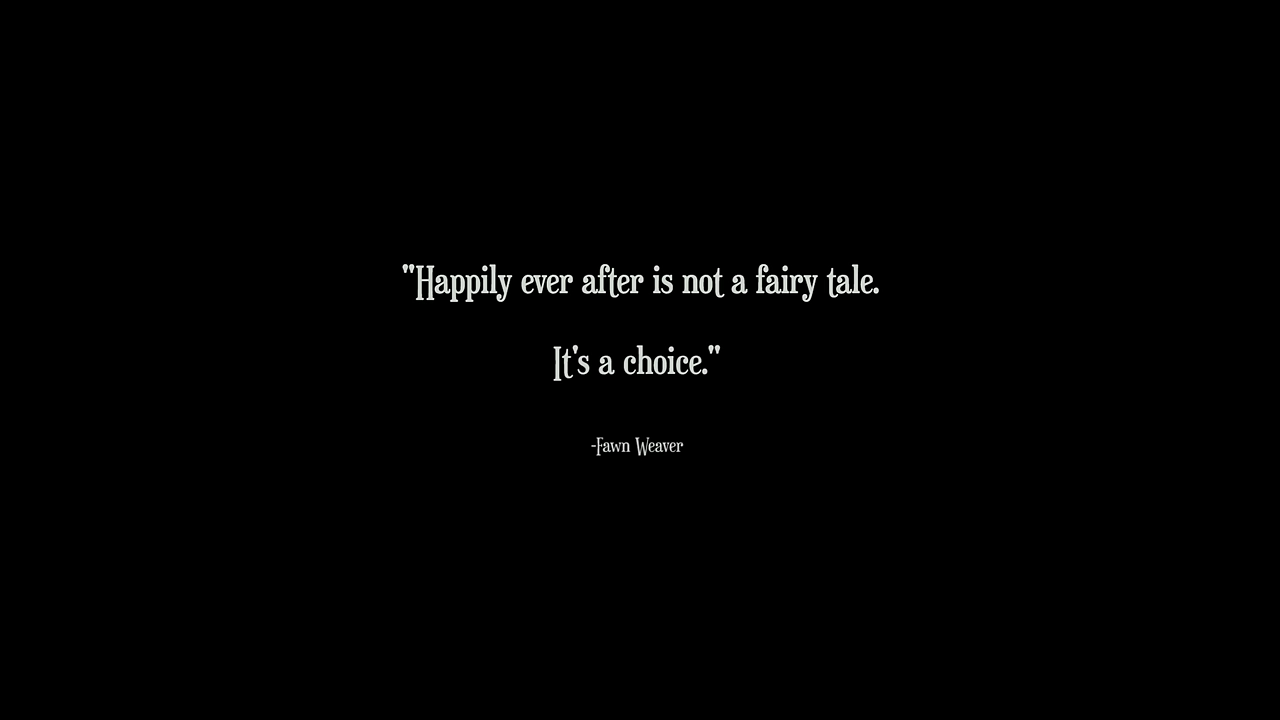 "Happily ever after is not a fairy tale.
It's a choice."
-Fawn Weaver